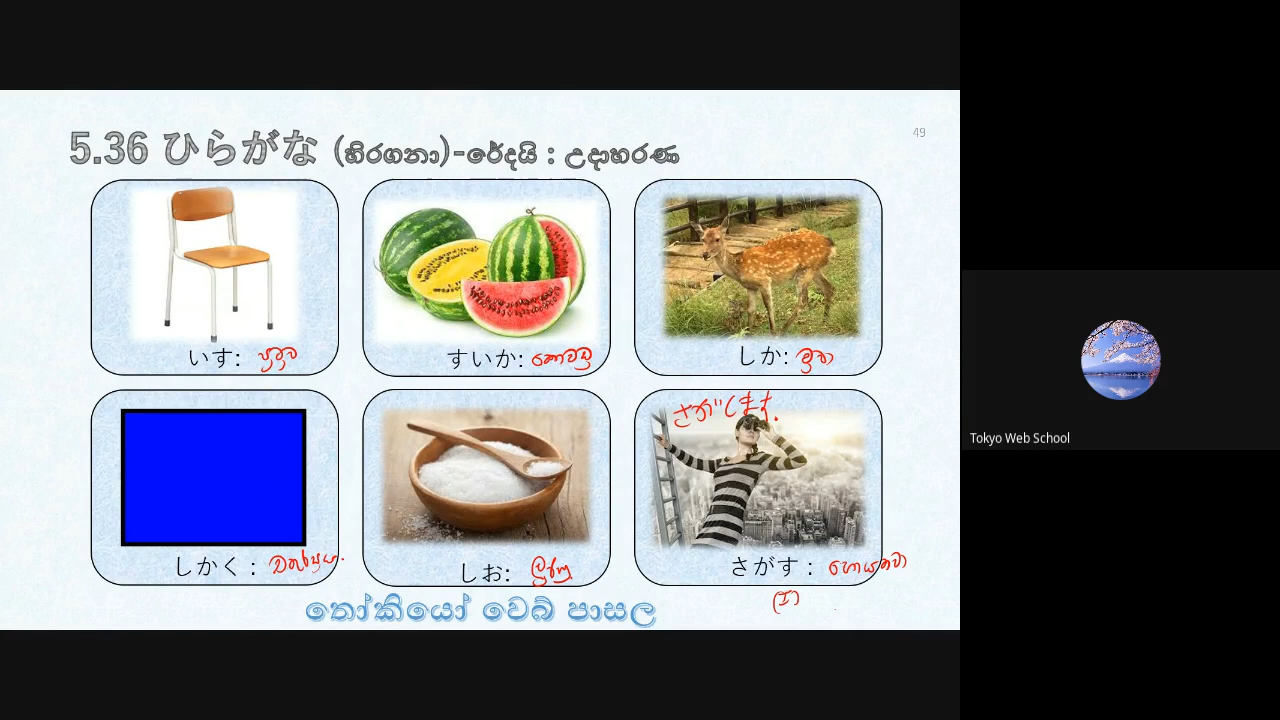 49
5.36 ひらがな (හිරගනා)-රේදයි : උදාහරණ
いす: පුටුව
すいか: කොමඩු
しか: මුවා
さがします.
しかく : චතුරස්‍රය.
しお: ලුණු
さがす : හොයනවා
(I)
තෝකියෝ වෙබ් පාසල
Tokyo Web School